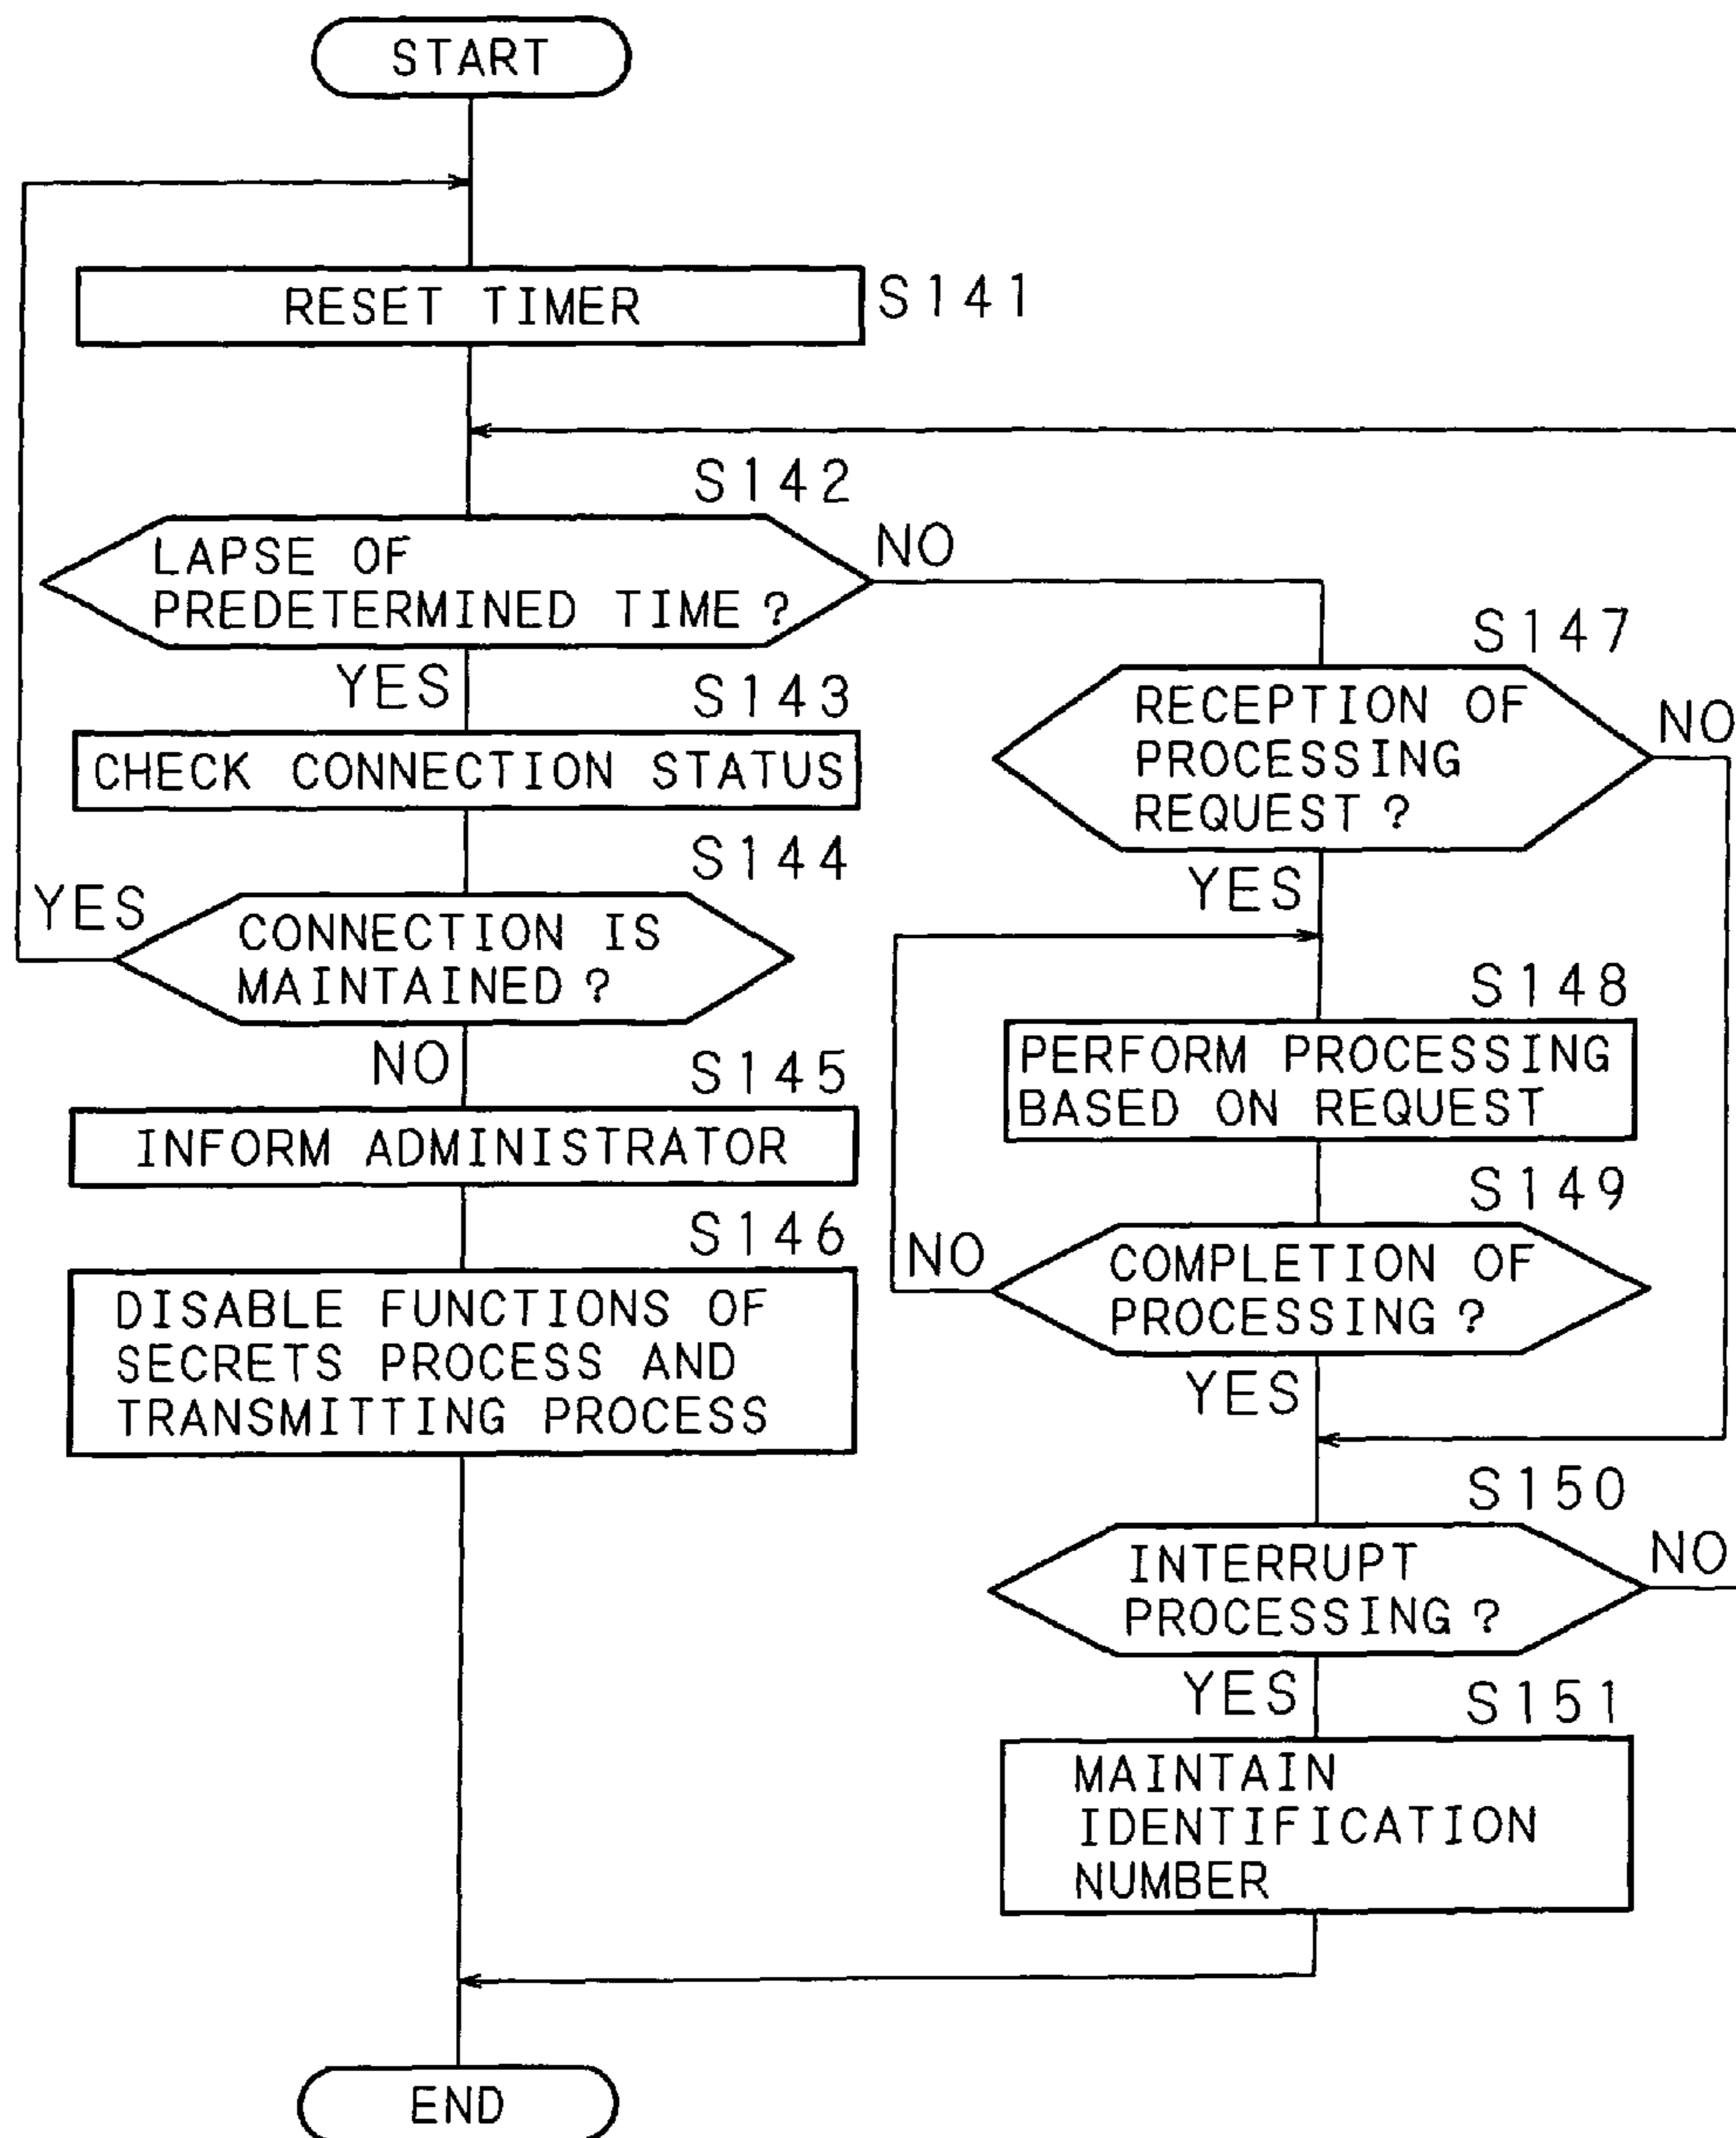 START
RESET TIMER
S141
S142
LAPSE OF
PREDETERMINED TIME?
NO
YES
S143
CHECK CONNECTION STATUS
S144
YES
CONNECTION IS
MAINTAINED?
NO
S145
INFORM ADMINISTRATOR
S146
DISABLE FUNCTIONS OF
SECRETS PROCESS AND
TRANSMITTING PROCESS
S147
RECEPTION OF
PROCESSING
REQUEST?
NO
YES
S148
PERFORM PROCESSING
BASED ON REQUEST
S149
NO
COMPLETION OF
PROCESSING?
YES
S150
INTERRUPT
PROCESSING?
NO
YES
S151
MAINTAIN
IDENTIFICATION
NUMBER
END